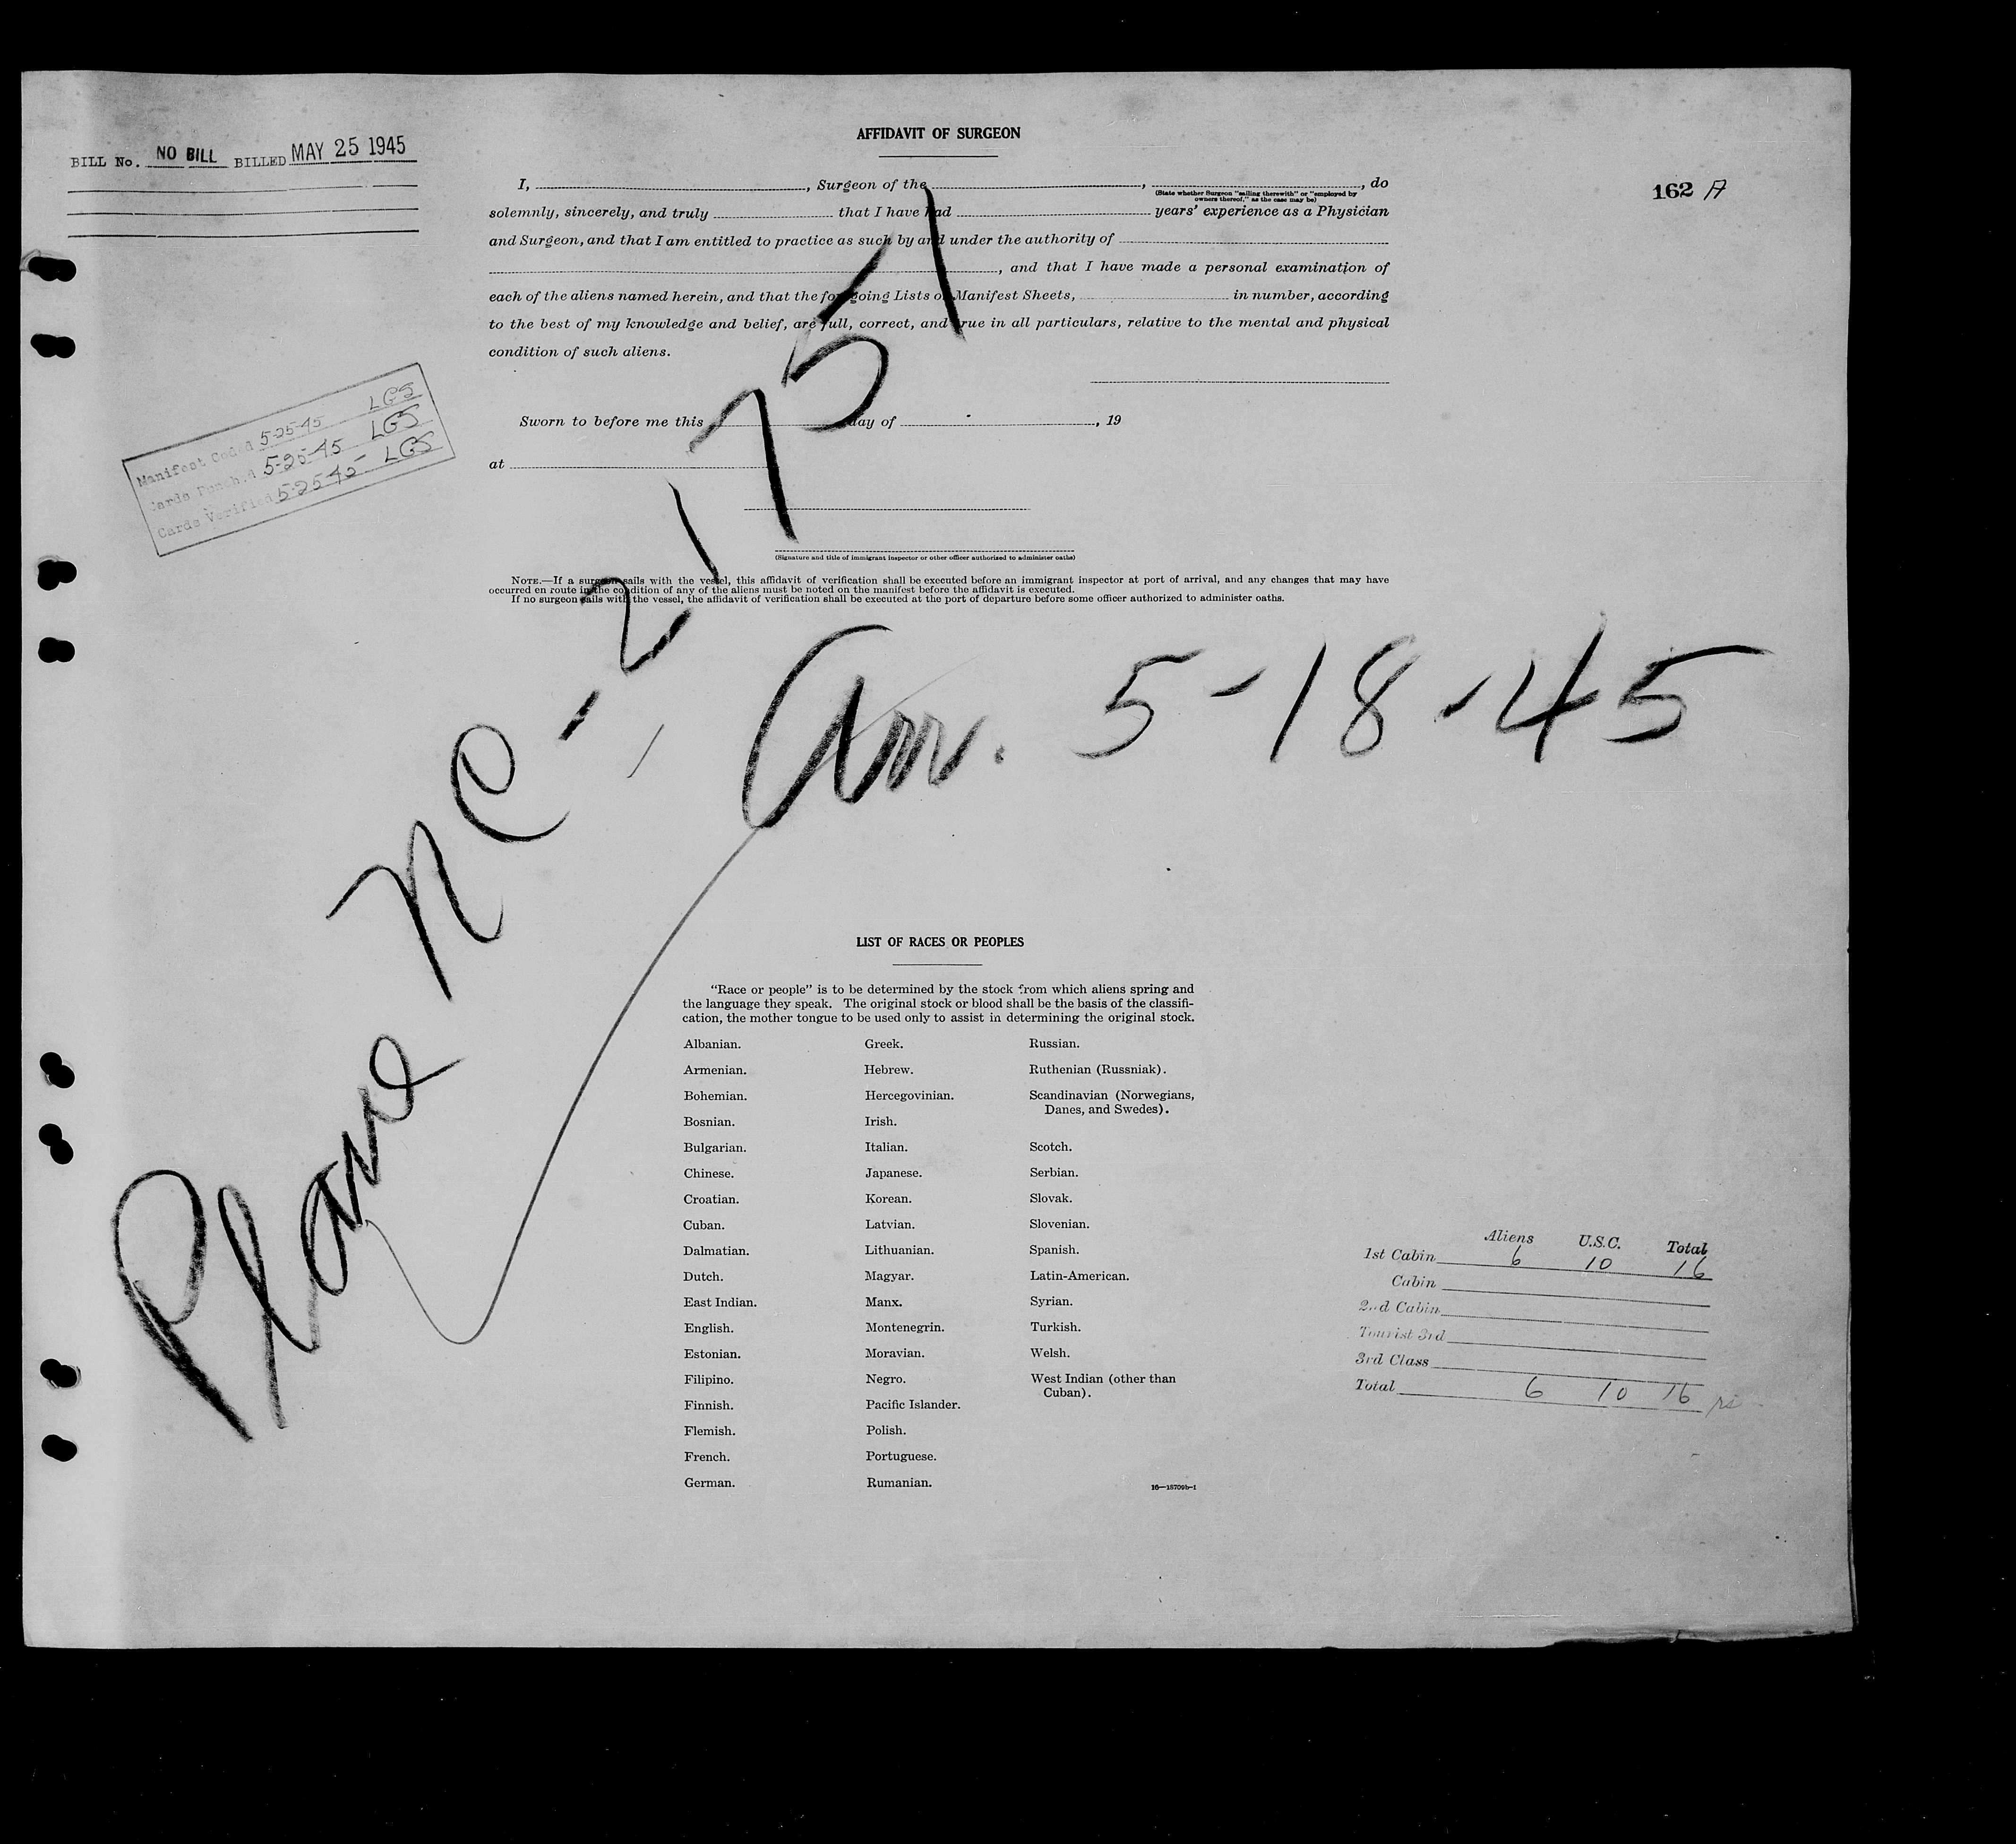 BILL No. NO BILL BILLED MAY 25 1945
AFFIDAVIT OF SURGEON
162 A
I, , Surgeon of the , , do
(State whether Surgeon "sailing therewith" or "employed by
owners thereof," as the case may be)
solemnly, sincerely, and truly that I have had years' experience as a Physician
and Surgeon, and that I am entitled to practice as such by and under the authority of
, and that I have made a personal examination of
each of the aliens named herein, and that the foregoing Lists or Manifest Sheets, in number, according
to the best of my knowledge and belief, are full, correct, and true in all particulars, relative to the mental and physical
condition of such aliens.
Manifest Coded 5-25-45 LGS
Cards Punched 5-25-45 LGS
Cards Verified 5-25-45 LGS
Sworn to before me this day of , 19
at
(Signature and title of immigrant inspector or other officer authorized to administer oaths)
NOTE.—If a surgeon sails with the vessel, this affidavit of verification shall be executed before an immigrant inspector at port of arrival, and any changes that may have
occurred en route in the condition of any of the aliens must be noted on the manifest before the affidavit is executed.
If no surgeon sails with the vessel, the affidavit of verification shall be executed at the port of departure before some officer authorized to administer oaths.
Plane NC-21751
Arr. 5-18-45
LIST OF RACES OR PEOPLES
"Race or people" is to be determined by the stock from which aliens spring and
the language they speak. The original stock or blood shall be the basis of the classifi-
cation, the mother tongue to be used only to assist in determining the original stock.
Albanian.
Armenian.
Bohemian.
Bosnian.
Bulgarian.
Chinese.
Croatian.
Cuban.
Dalmatian.
Dutch.
East Indian.
English.
Estonian.
Filipino.
Finnish.
Flemish.
French.
German.
Greek.
Hebrew.
Hercegovinian.
Irish.
Italian.
Japanese.
Korean.
Latvian.
Lithuanian.
Magyar.
Manx.
Montenegrin.
Moravian.
Negro.
Pacific Islander.
Polish.
Portuguese.
Rumanian.
Russian.
Ruthenian (Russniak).
Scandinavian (Norwegians,
Danes, and Swedes).
Scotch.
Serbian.
Slovak.
Slovenian.
Spanish.
Latin-American.
Syrian.
Turkish.
Welsh.
West Indian (other than
Cuban).
16—18709b-1
Aliens U.S.C. Total
1st Cabin 6 10 16
Cabin
2nd Cabin
Tourist 3rd
3rd Class
Total 6 10 16